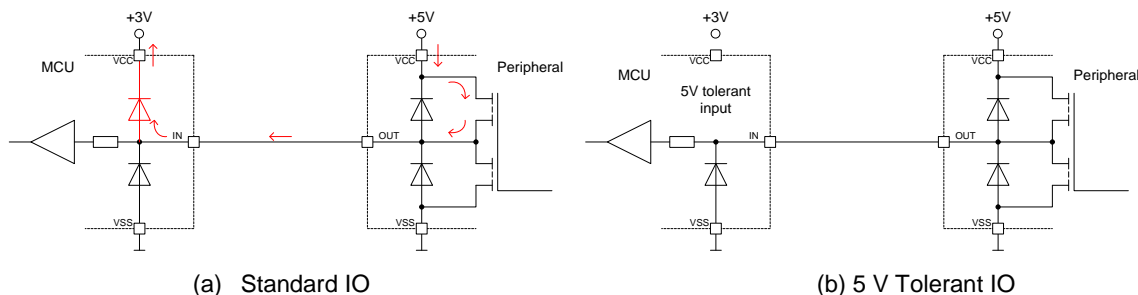 +3V
VCC
MCU
IN
VSS
+5V
VCC
Peripheral
OUT
VSS
(a) Standard IO
+3V
VCC
MCU
5V tolerant
input
IN
VSS
+5V
VCC
Peripheral
OUT
VSS
(b) 5 V Tolerant IO